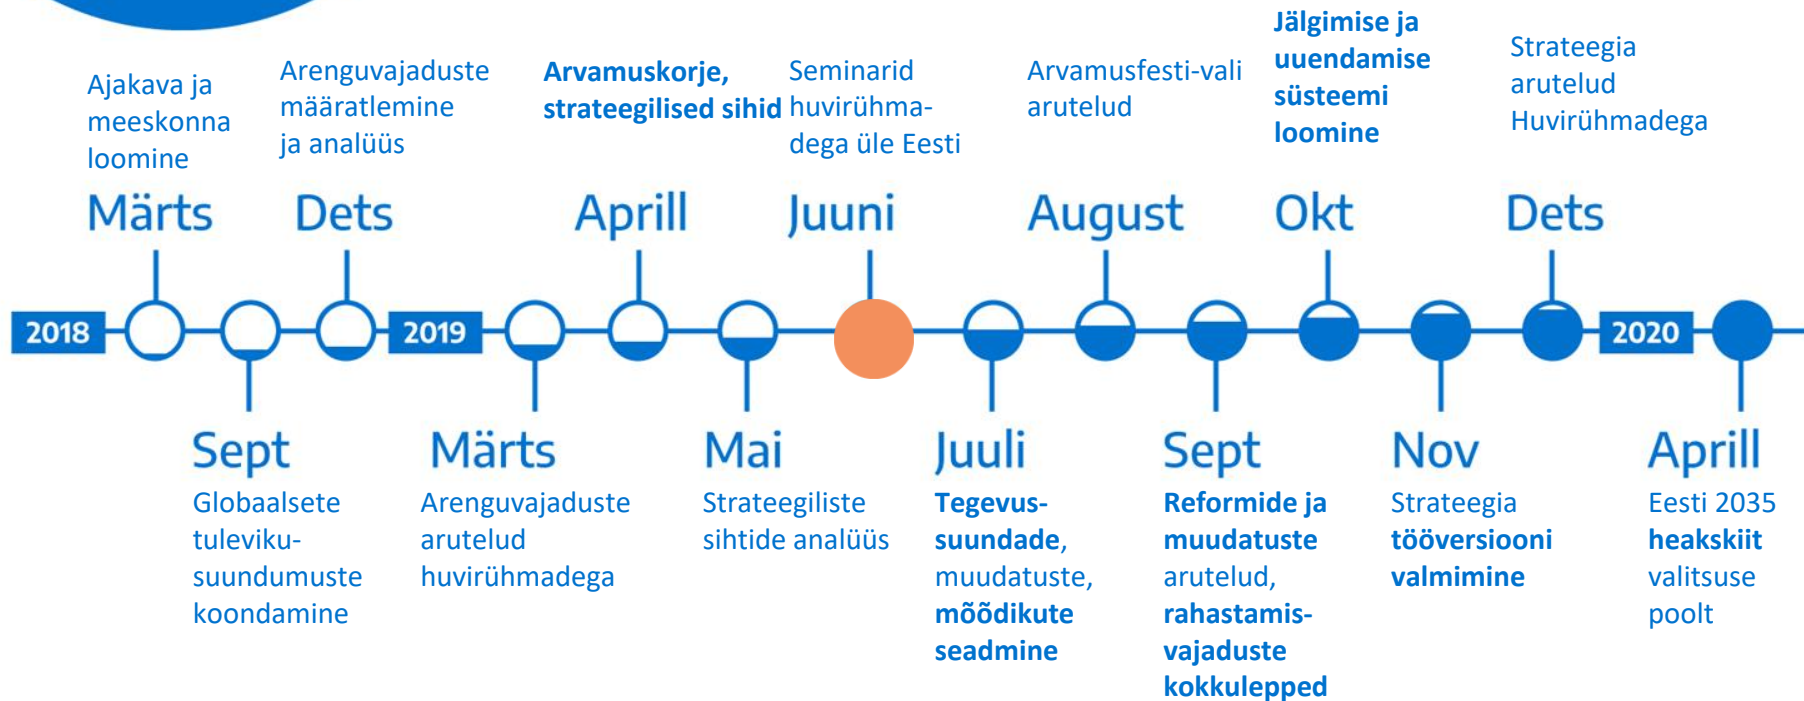 Ajakava ja
meeskonna
loomine
Märts
Arenguvajaduste
määratlemine
ja analüüs
Dets
Arvamuskorje,
strateegilised sihid
Aprill
Seminarid
huvirühma-
dega üle Eesti
Juuni
Arvamusfesti-vali
arutelud
August
Jälgimise ja
uuendamise
süsteemi
loomine
Okt
Strateegia
arutelud
Huvirühmadega
Dets
2018
2019
2020
Sept
Globaalsete
tuleviku-
suundumuste
koondamine
Märts
Arenguvajaduste
arutelud
huvirühmadega
Mai
Strateegiliste
sihtide analüüs
Juuli
Tegevus-
suundade,
muudatuste,
mõõdikute
seadmine
Sept
Reformide ja
muudatuste
arutelud,
rahastamis-
vajaduste
kokkulepped
Nov
Strateegia
tööversiooni
valmimine
Aprill
Eesti 2035
heakskiit
valitsuse
poolt